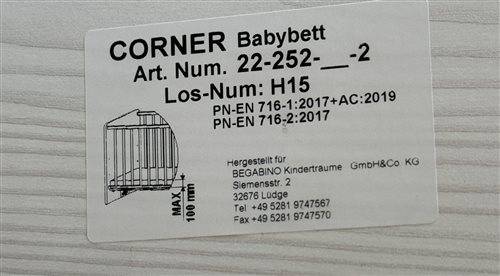 CORNER Babybett
Art. Num. 22-252-__-2
Los-Num: H15
PN-EN 716-1:2017+AC:2019
PN-EN 716-2:2017
MAX
100 mm
Hergestellt für
BEGABINO Kinderträume GmbH&Co. KG
Siemensstr. 2
32676 Lüdge
Tel +49 5281 9747567
Fax +49 5281 9747570